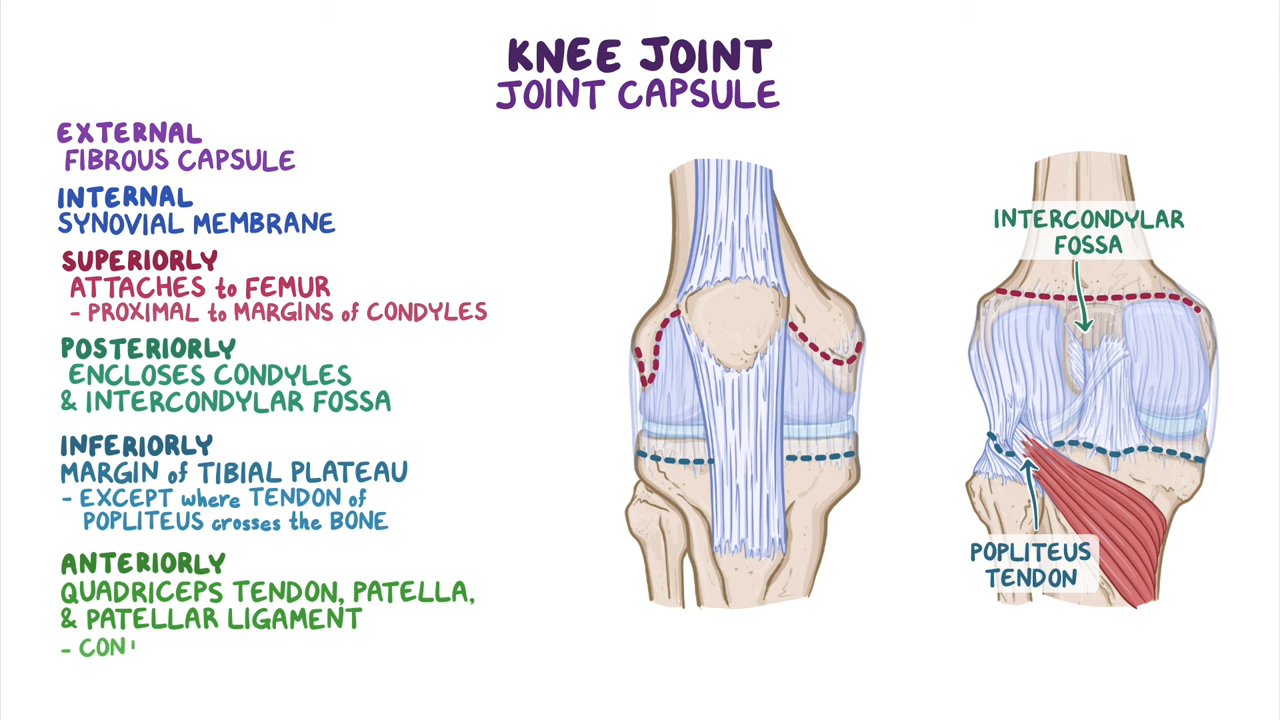 KNEE JOINT
JOINT CAPSULE
EXTERNAL
FIBROUS CAPSULE
INTERNAL
SYNOVIAL MEMBRANE
SUPERIORLY
ATTACHES to FEMUR
- PROXIMAL to MARGINS of CONDYLES
POSTERIORLY
ENCLOSES CONDYLES
& INTERCONDYLAR FOSSA
INFERIORLY
MARGIN of TIBIAL PLATEAU
- EXCEPT where TENDON of
POPLITEUS crosses the BONE
ANTERIORLY
QUADRICEPS TENDON, PATELLA,
& PATELLAR LIGAMENT
- CON
INTERCONDYLAR
FOSSA
POPLITEUS
TENDON